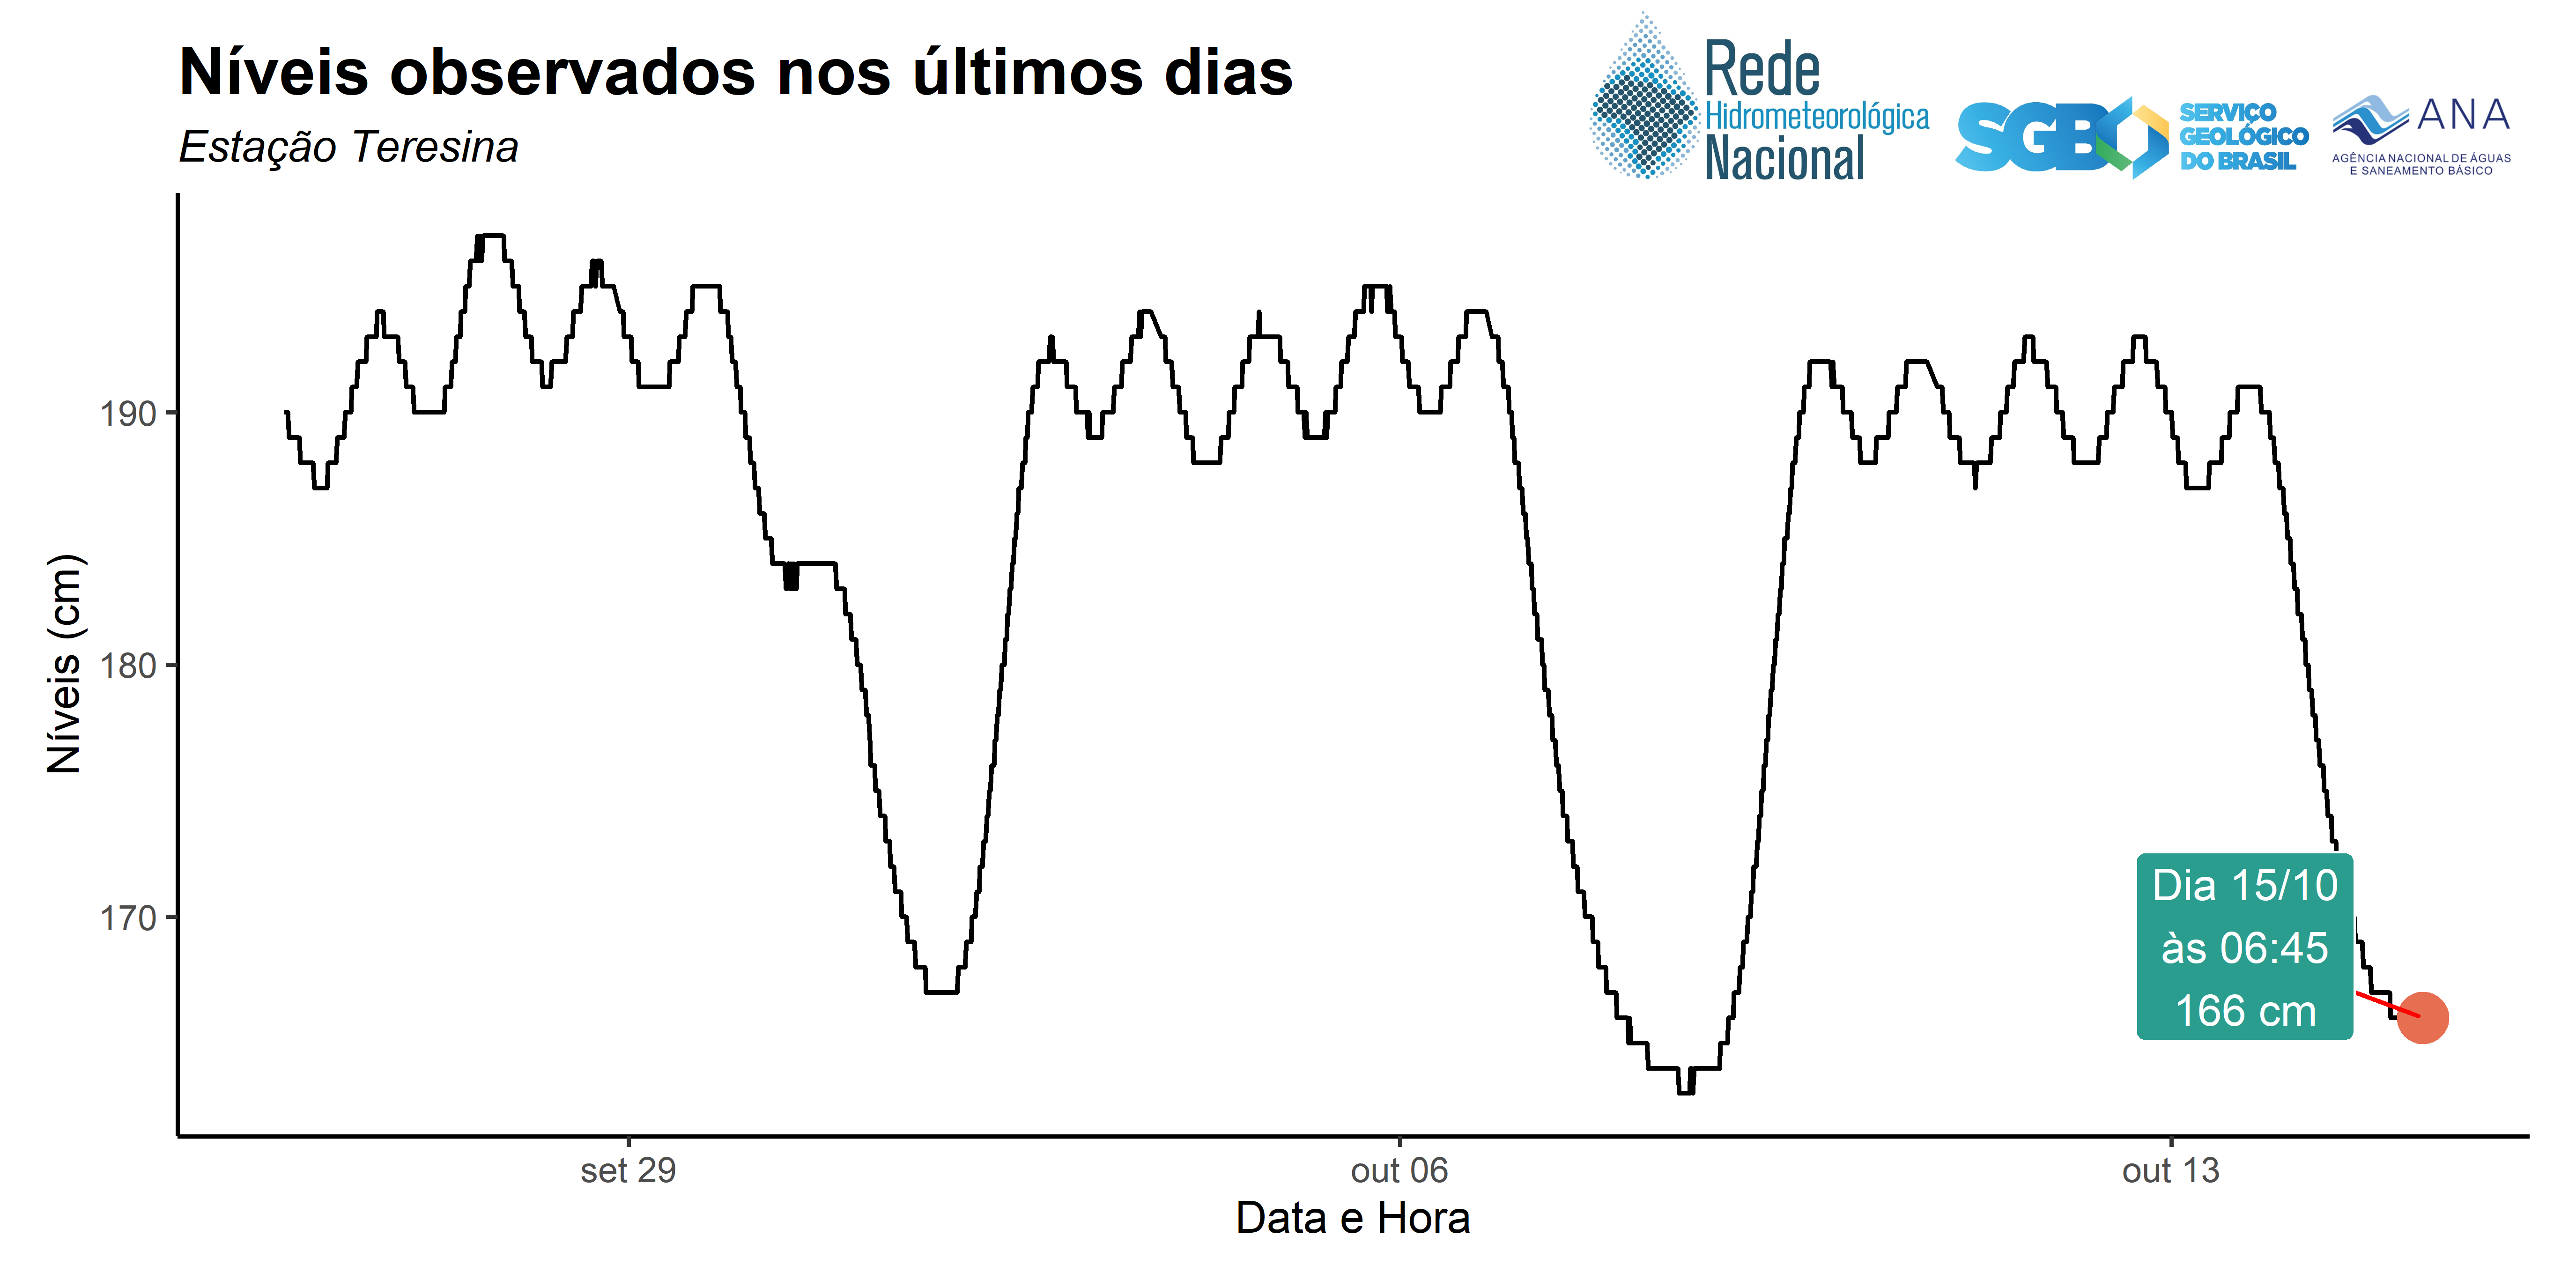 Níveis observados nos últimos dias
Estação Teresina
Rede
Hidrometeorológica
Nacional
SGB
SERVIÇO
GEOLÓGICO
DO BRASIL
ANA
AGÊNCIA NACIONAL DE ÁGUAS
E SANEAMENTO BÁSICO
Níveis (cm)
190
180
170
Dia 15/10
às 06:45
166 cm
set 29
out 06
out 13
Data e Hora